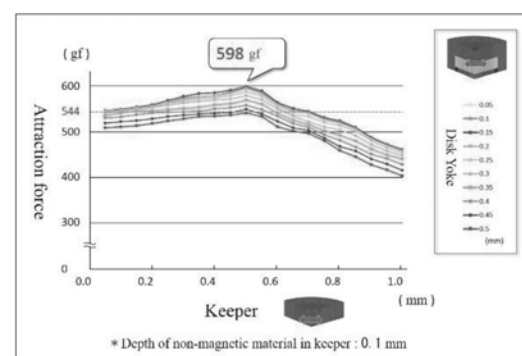 ( gf )
598 gf
600
544
500
400
300
0
Attraction force
0.0 0.2 0.4 0.6 0.8 1.0
( mm )
Keeper
* Depth of non-magnetic material in keeper : 0.1 mm
Disk Yoke
0.05
0.1
0.15
0.2
0.25
0.3
0.35
0.4
0.45
0.5
(mm)